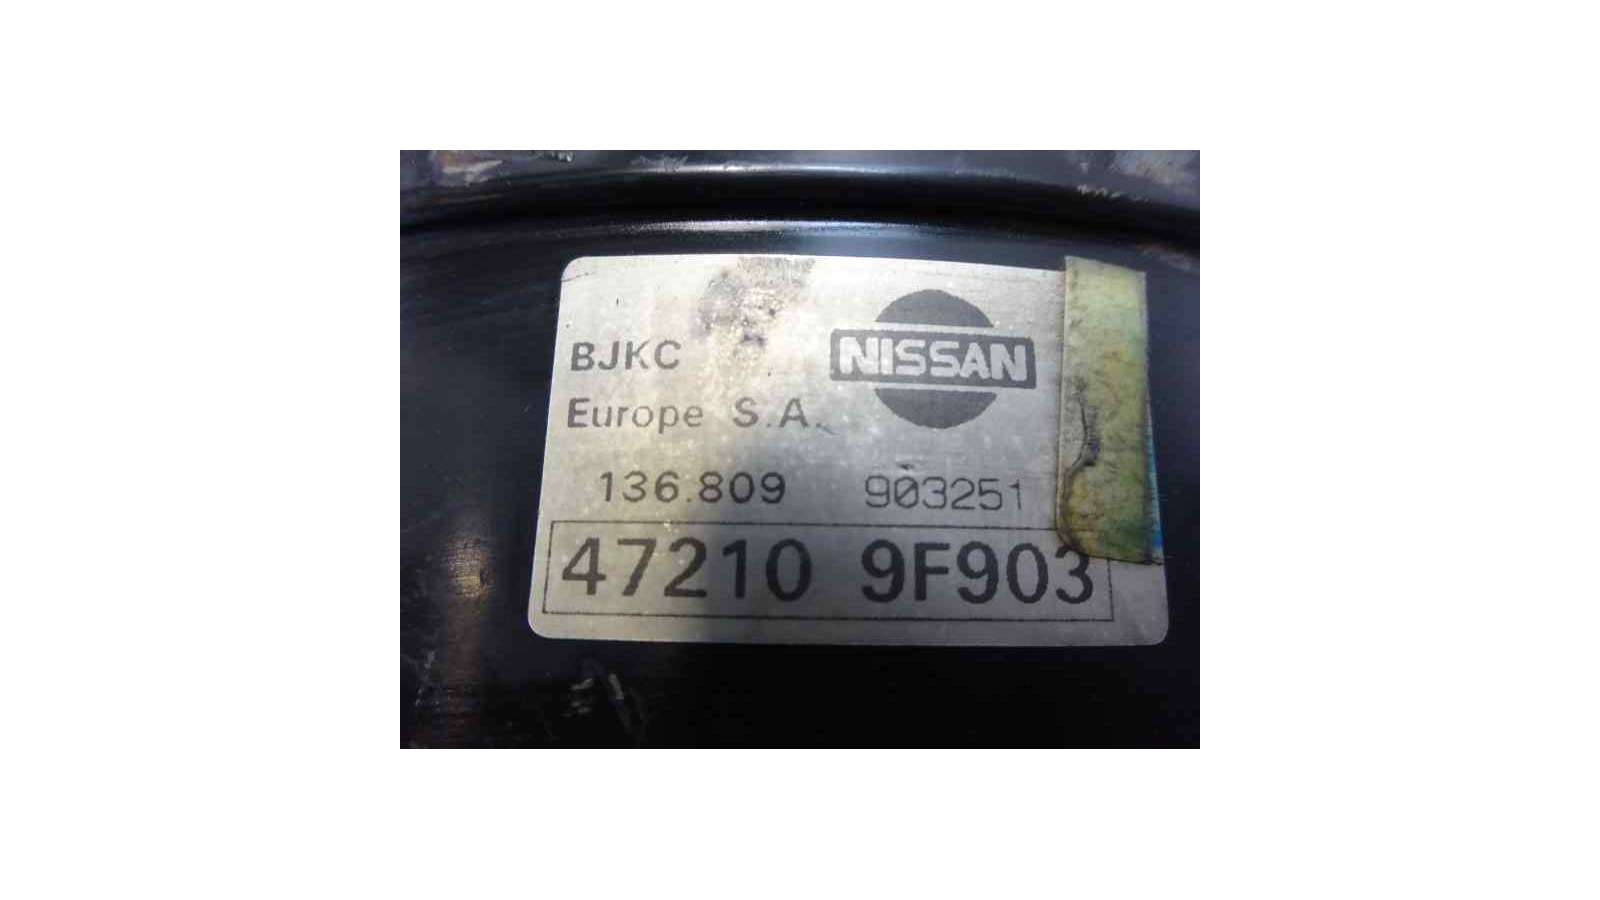 BJKC
NISSAN
Europe S.A.
136.809 903251
47210 9F903